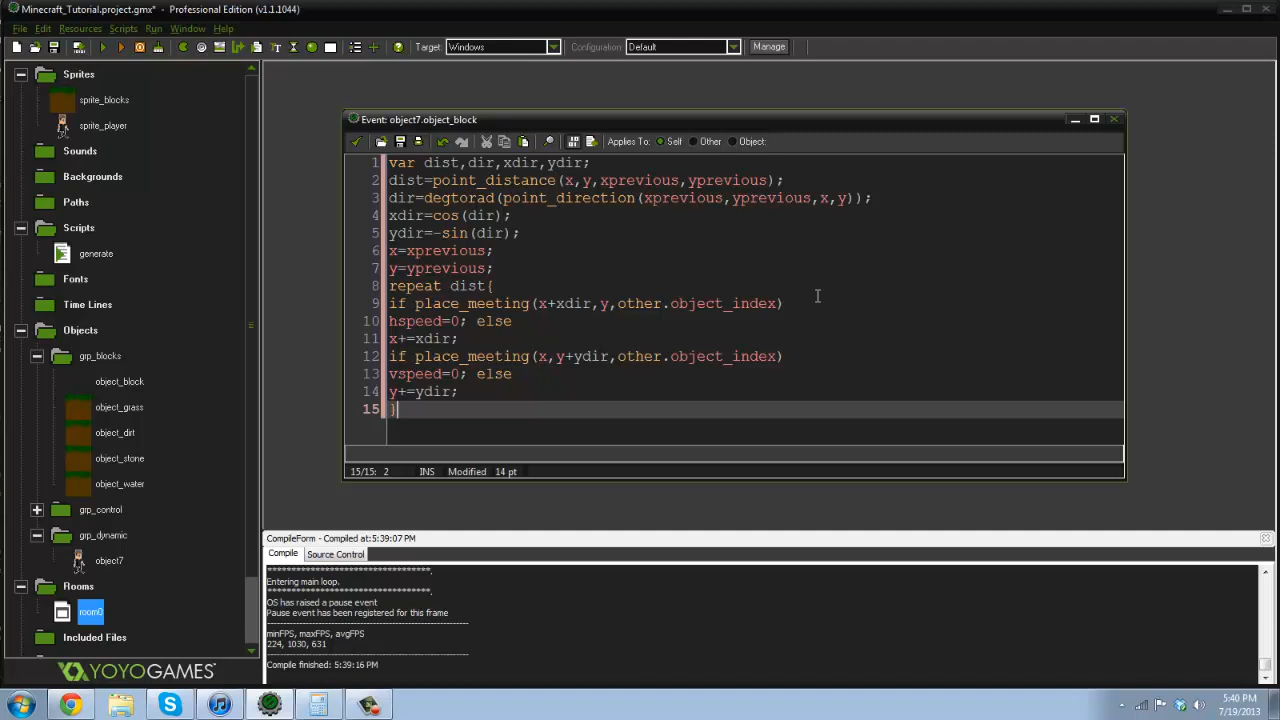 Minecraft_Tutorial.project.gmx* - Professional Edition (v1.1.1044)
File Edit Resources Scripts Run Window Help
Target: Windows Configuration: Default Manage
Sprites
sprite_blocks
sprite_player
Sounds
Backgrounds
Paths
Scripts
generate
Fonts
Time Lines
Objects
grp_blocks
object_block
object_grass
object_dirt
object_stone
object_water
grp_control
grp_dynamic
object7
Rooms
room0
Included Files
YOYOGAMES™
Event: object7.object_block
Applies To: Self Other Object:
1 var dist,dir,xdir,ydir;
2 dist=point_distance(x,y,xprevious,yprevious);
3 dir=degtorad(point_direction(xprevious,yprevious,x,y));
4 xdir=cos(dir);
5 ydir=-sin(dir);
6 x=xprevious;
7 y=yprevious;
8 repeat dist{
9 if place_meeting(x+xdir,y,other.object_index)
10 hspeed=0; else
11 x+=xdir;
12 if place_meeting(x,y+ydir,other.object_index)
13 vspeed=0; else
14 y+=ydir;
15 }
15/15: 2 INS Modified 14 pt
CompileForm - Compiled at:5:39:07 PM
Compile Source Control
Entering main loop.
OS has raised a pause event
Pause event has been registered for this frame
minFPS, maxFPS, avgFPS
224, 1030, 631
Compile finished: 5:39:16 PM
5:40 PM
7/19/2013